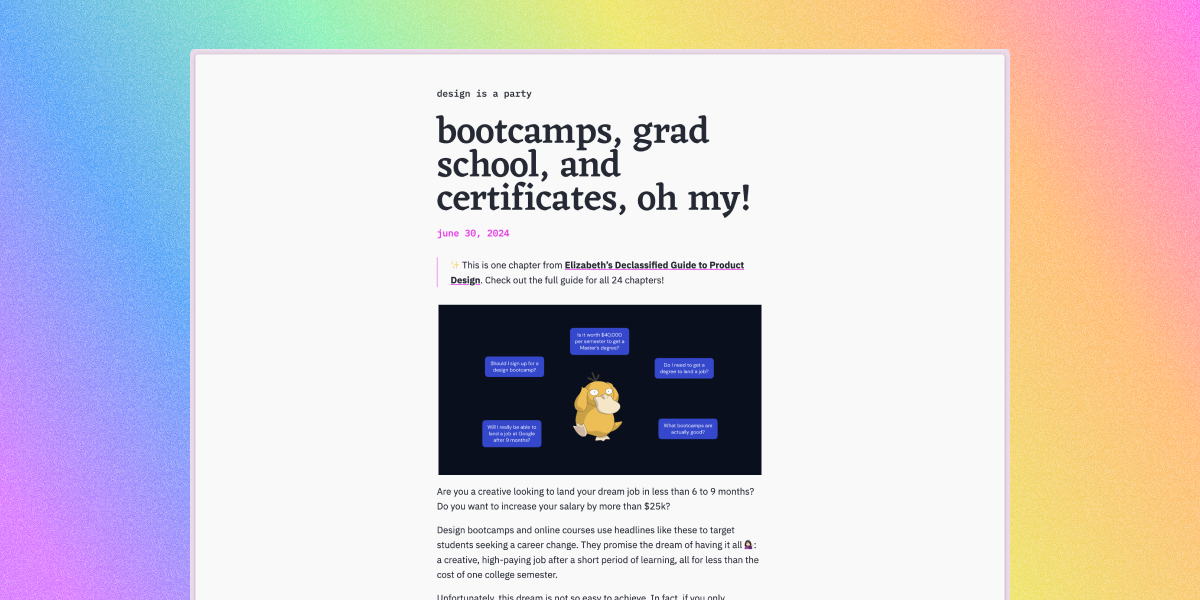 design is a party
bootcamps, grad
school, and
certificates, oh my!
june 30, 2024
✨ This is one chapter from Elizabeth's Declassified Guide to Product
Design. Check out the full guide for all 24 chapters!
Is it worth $40,000
per semester to get a
Master's degree?
Should I sign up for a
design bootcamp?
Do I need to get a
degree to land a job?
Will I really be able to
land a job at Google
after 9 months?
What bootcamps are
actually good?
Are you a creative looking to land your dream job in less than 6 to 9 months?
Do you want to increase your salary by more than $25k?
Design bootcamps and online courses use headlines like these to target
students seeking a career change. They promise the dream of having it all 🤷🏻‍♀️:
a creative, high-paying job after a short period of learning, all for less than the
cost of one college semester.
Unfortunately, this dream is not so easy to achieve. In fact, if you only